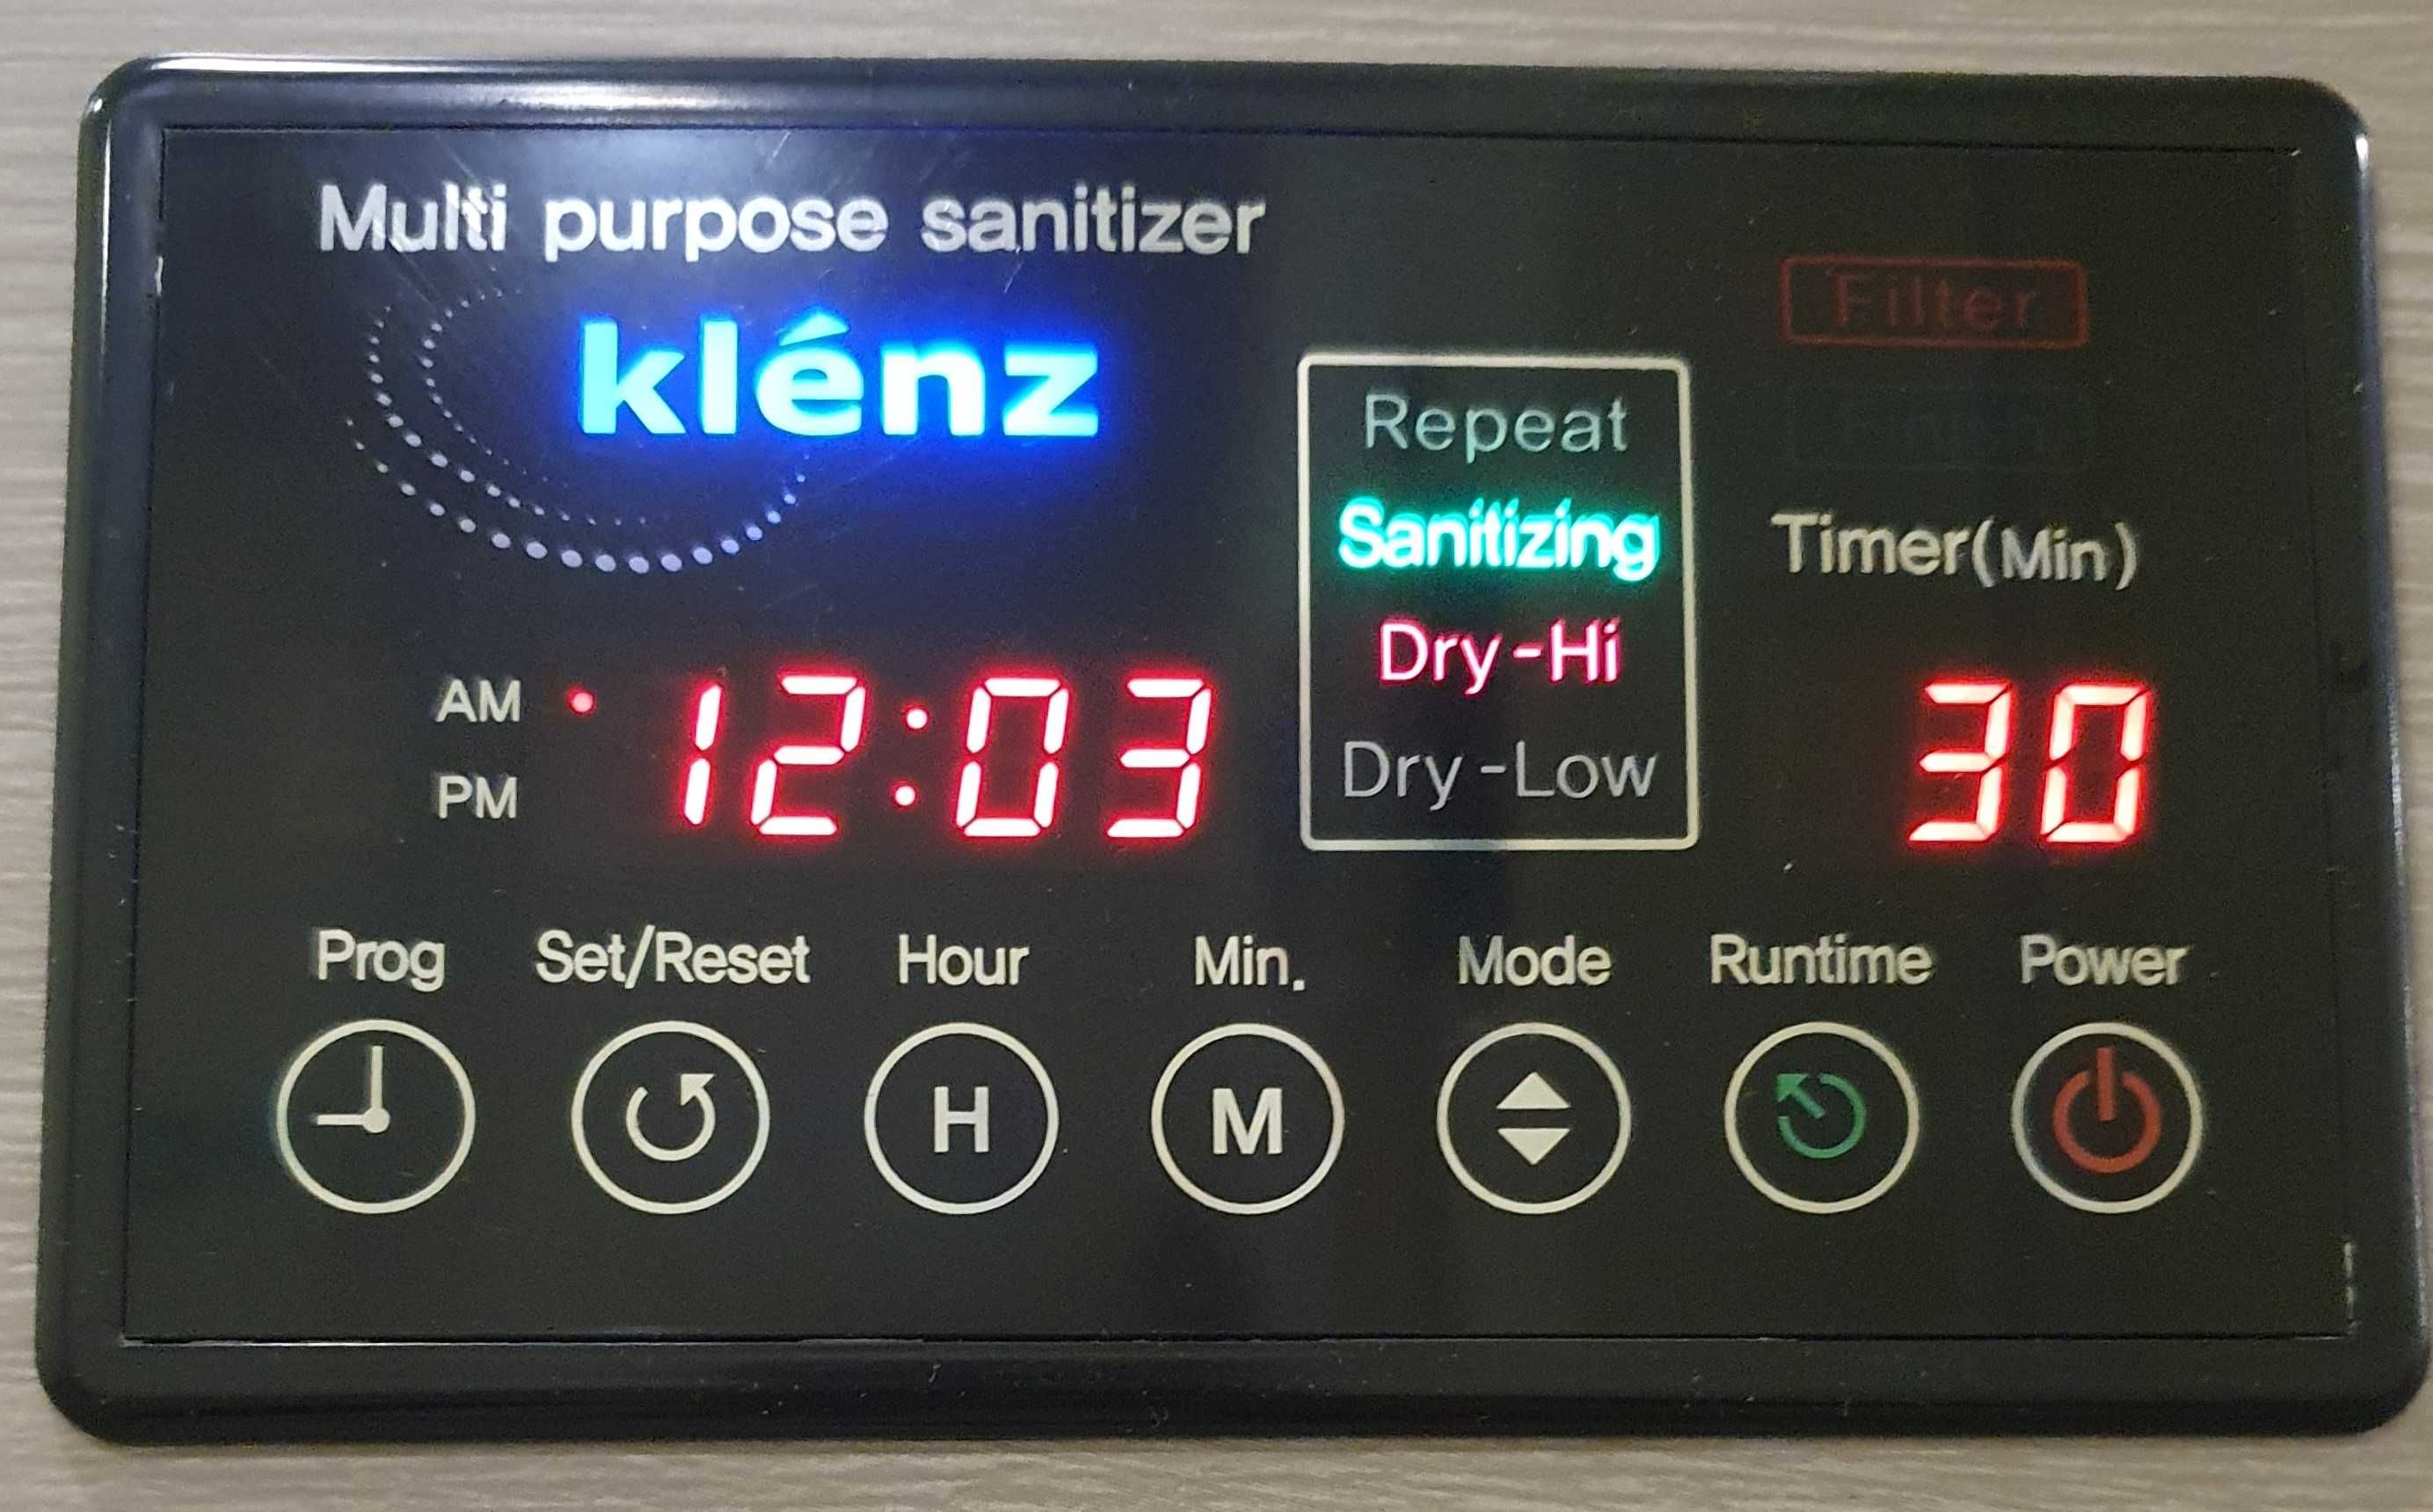 Multi purpose sanitizer
klénz
Filter
Repeat
Sanitizing
Dry-Hi
Dry-Low
Timer(Min)
AM
PM
12:03
30
Prog Set/Reset Hour Min. Mode Runtime Power
H M